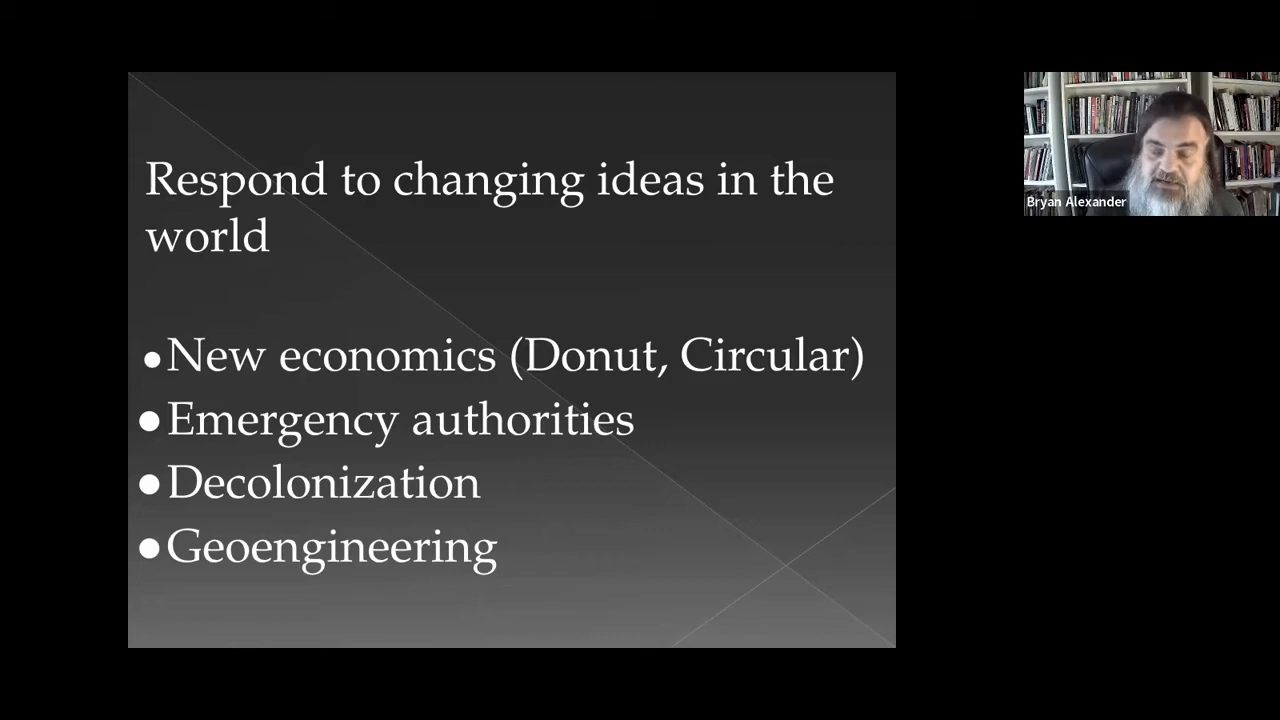 Respond to changing ideas in the
world
●New economics (Donut, Circular)
●Emergency authorities
●Decolonization
●Geoengineering
Bryan Alexander